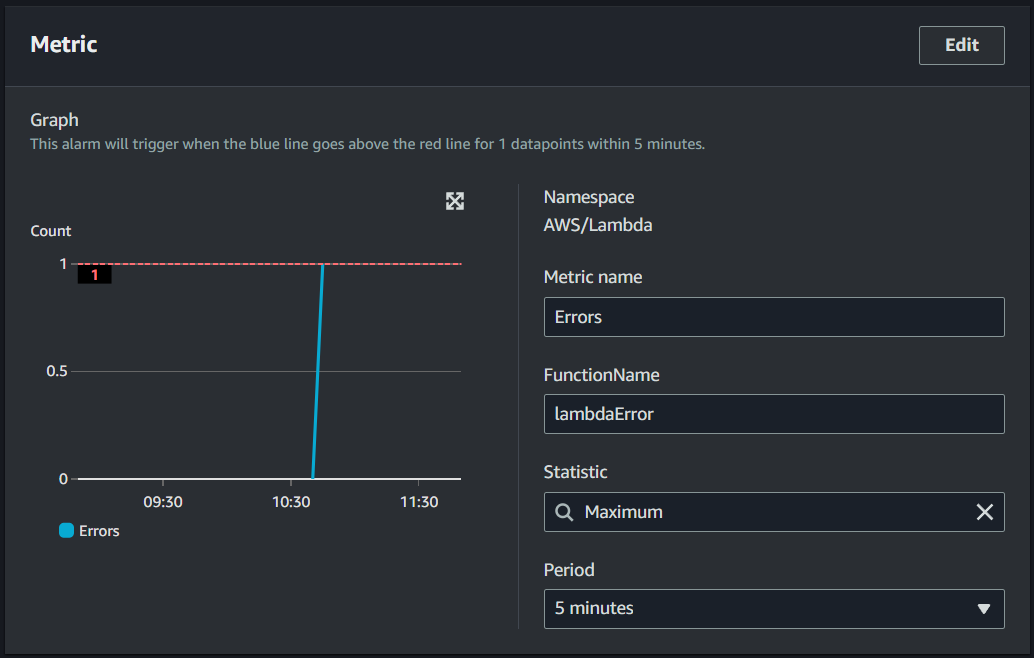 Metric
Edit
Graph
This alarm will trigger when the blue line goes above the red line for 1 datapoints within 5 minutes.
Count
1
1
0.5
0
09:30
10:30
11:30
Errors
Namespace
AWS/Lambda
Metric name
Errors
FunctionName
lambdaError
Statistic
Maximum
Period
5 minutes